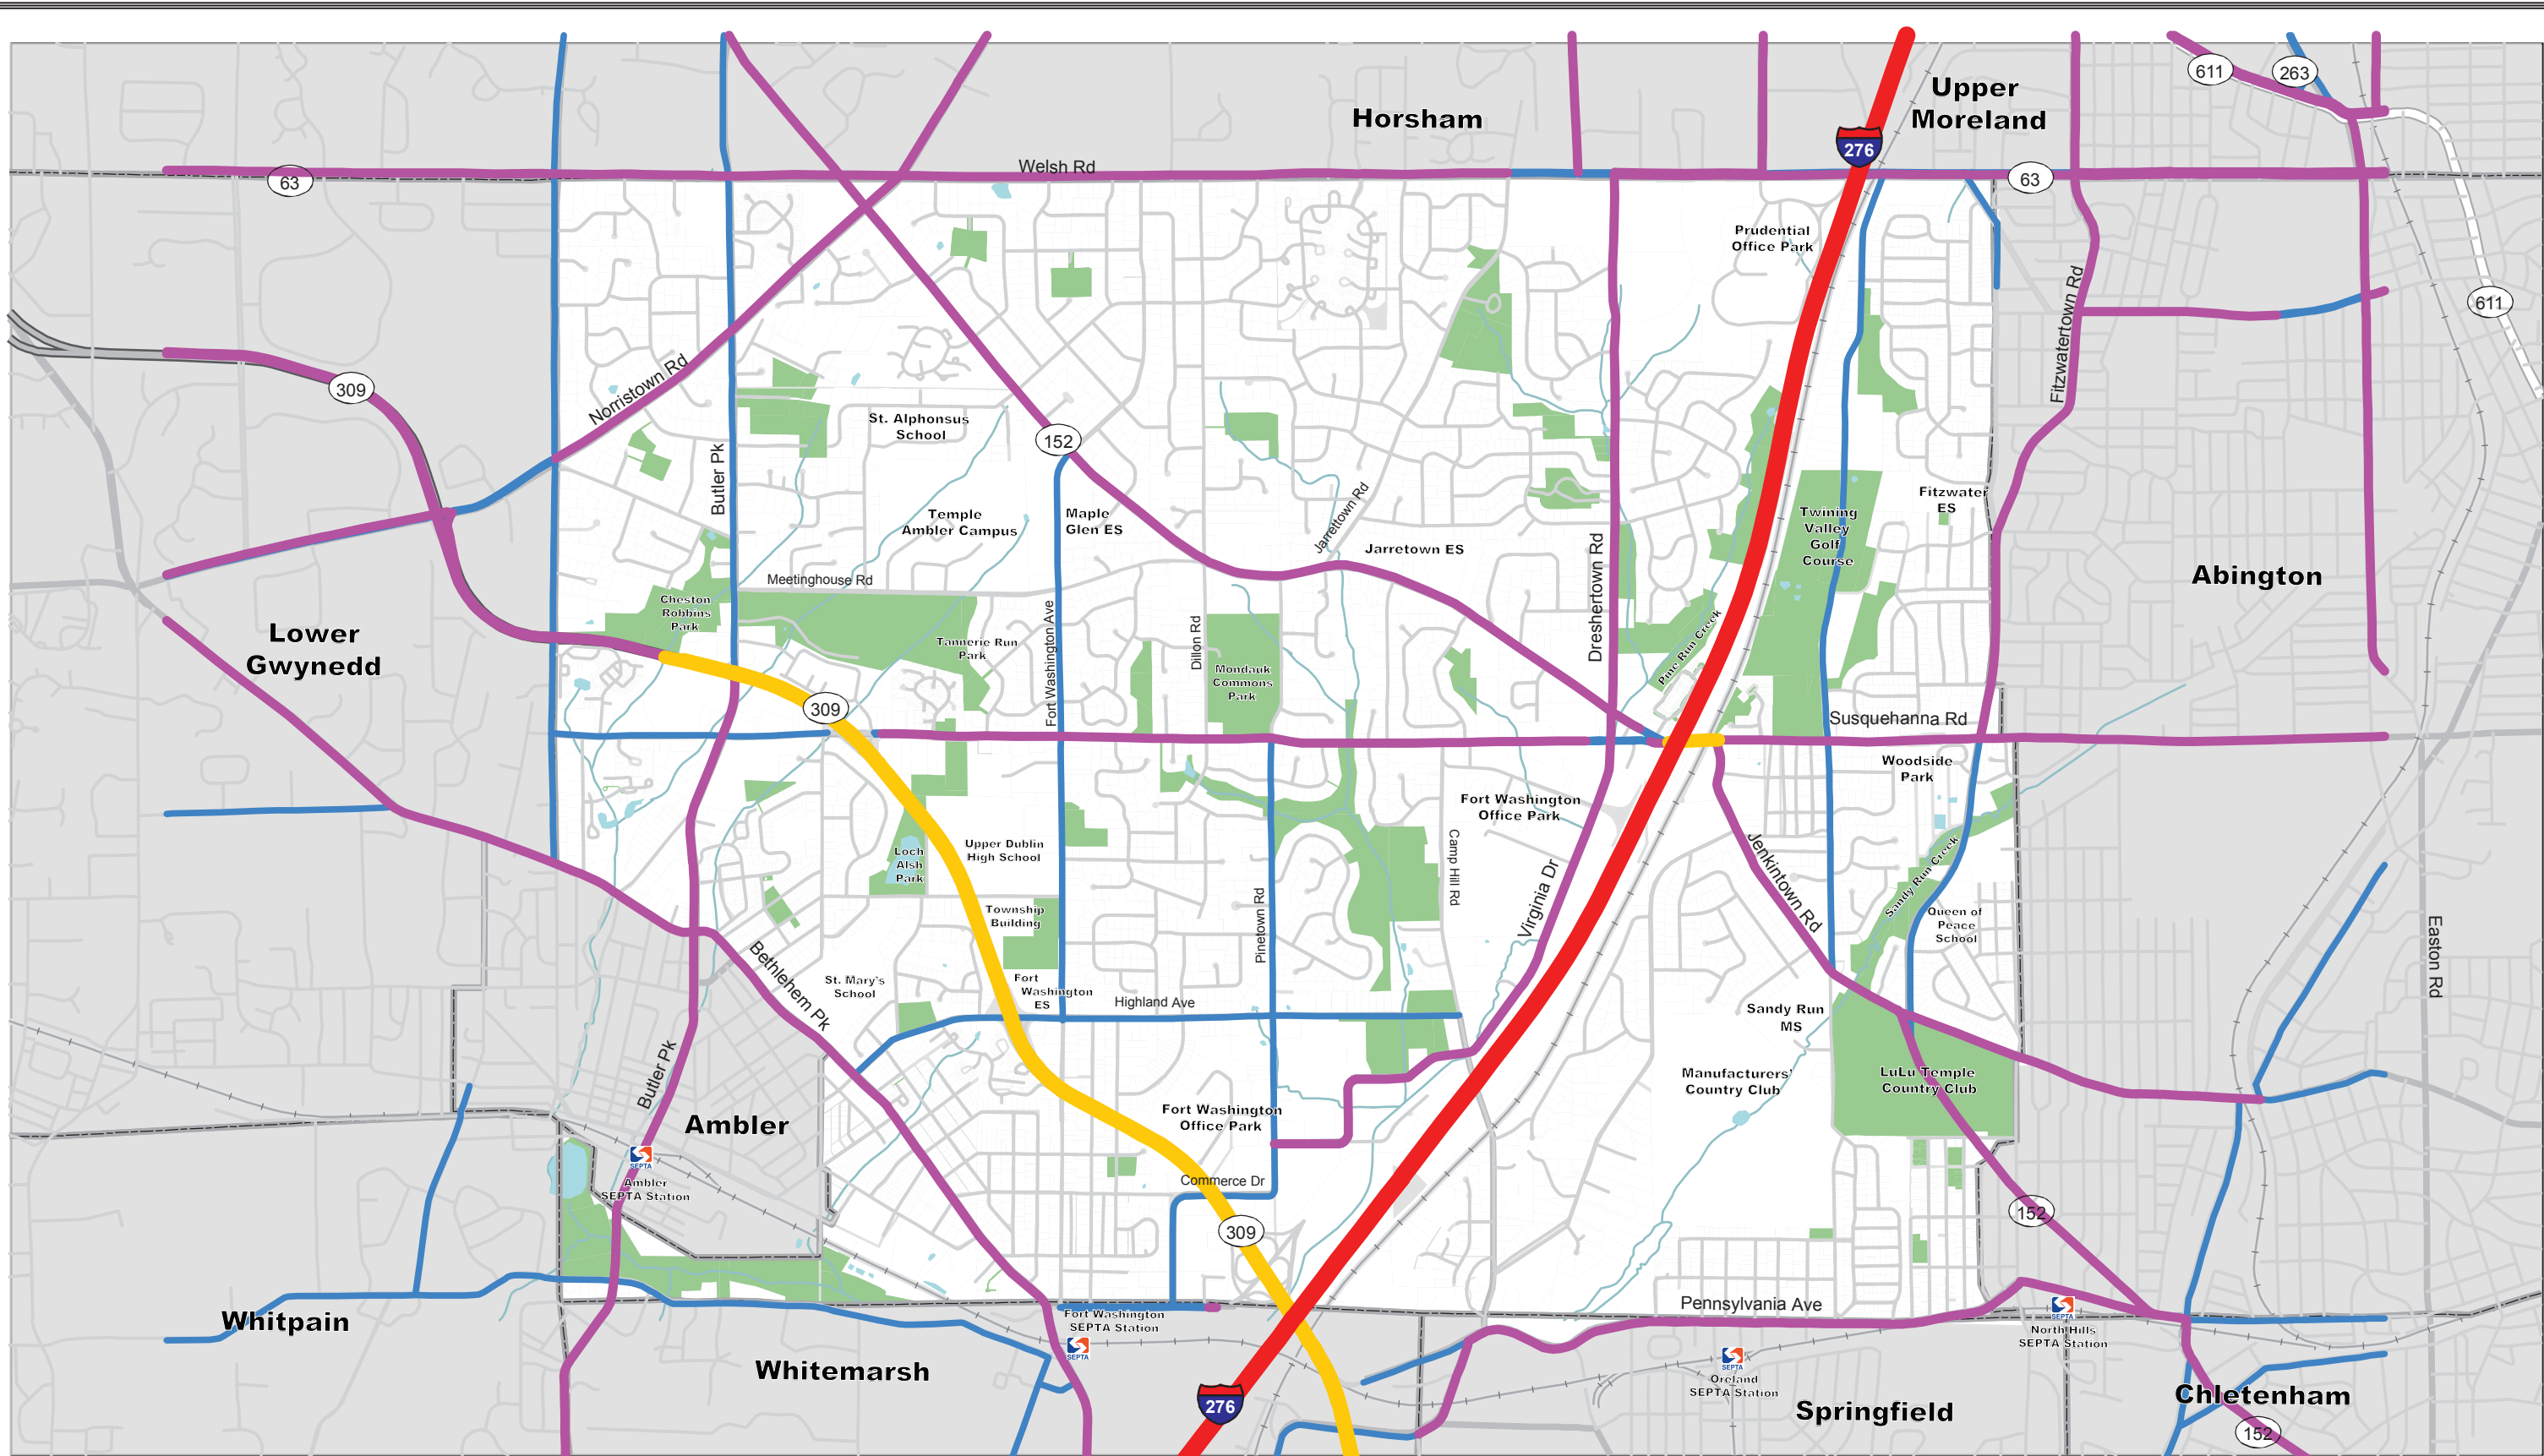 611
263
Upper
Moreland
Horsham
276
Welsh Rd
63
63
Prudential
Office Park
Fitzwatertown Rd
611
309
Norristown Rd
St. Alphonsus
School
152
Butler Pk
Temple
Ambler Campus
Maple
Glen ES
Jarrettown Rd
Jarretown ES
Twining
Valley
Golf
Course
Fitzwater
ES
Dreshertown Rd
Abington
Meetinghouse Rd
Cheston
Robbins
Park
Lower
Gwynedd
Tannerie Run
Park
Fort Washington Ave
Dillon Rd
Mondauk
Commons
Park
Pine Run Creek
309
Susquehanna Rd
Woodside
Park
Fort Washington
Office Park
Loch
Alsh
Park
Upper Dublin
High School
Camp Hill Rd
Virginia Dr
Jenkintown Rd
Sandy Run Creek
Queen of
Peace
School
Township
Building
Pinetown Rd
Easton Rd
Bethlehem Pk
St. Mary's
School
Fort
Washington
ES
Highland Ave
Sandy Run
MS
Butler Pk
Manufacturers'
Country Club
LuLu Temple
Country Club
Ambler
Fort Washington
Office Park
SEPTA
Ambler
SEPTA Station
Commerce Dr
309
152
Whitpain
Fort Washington
SEPTA Station
SEPTA
Pennsylvania Ave
SEPTA
North Hills
SEPTA Station
Whitemarsh
SEPTA
Oreland
SEPTA Station
276
Springfield
Chletenham
152